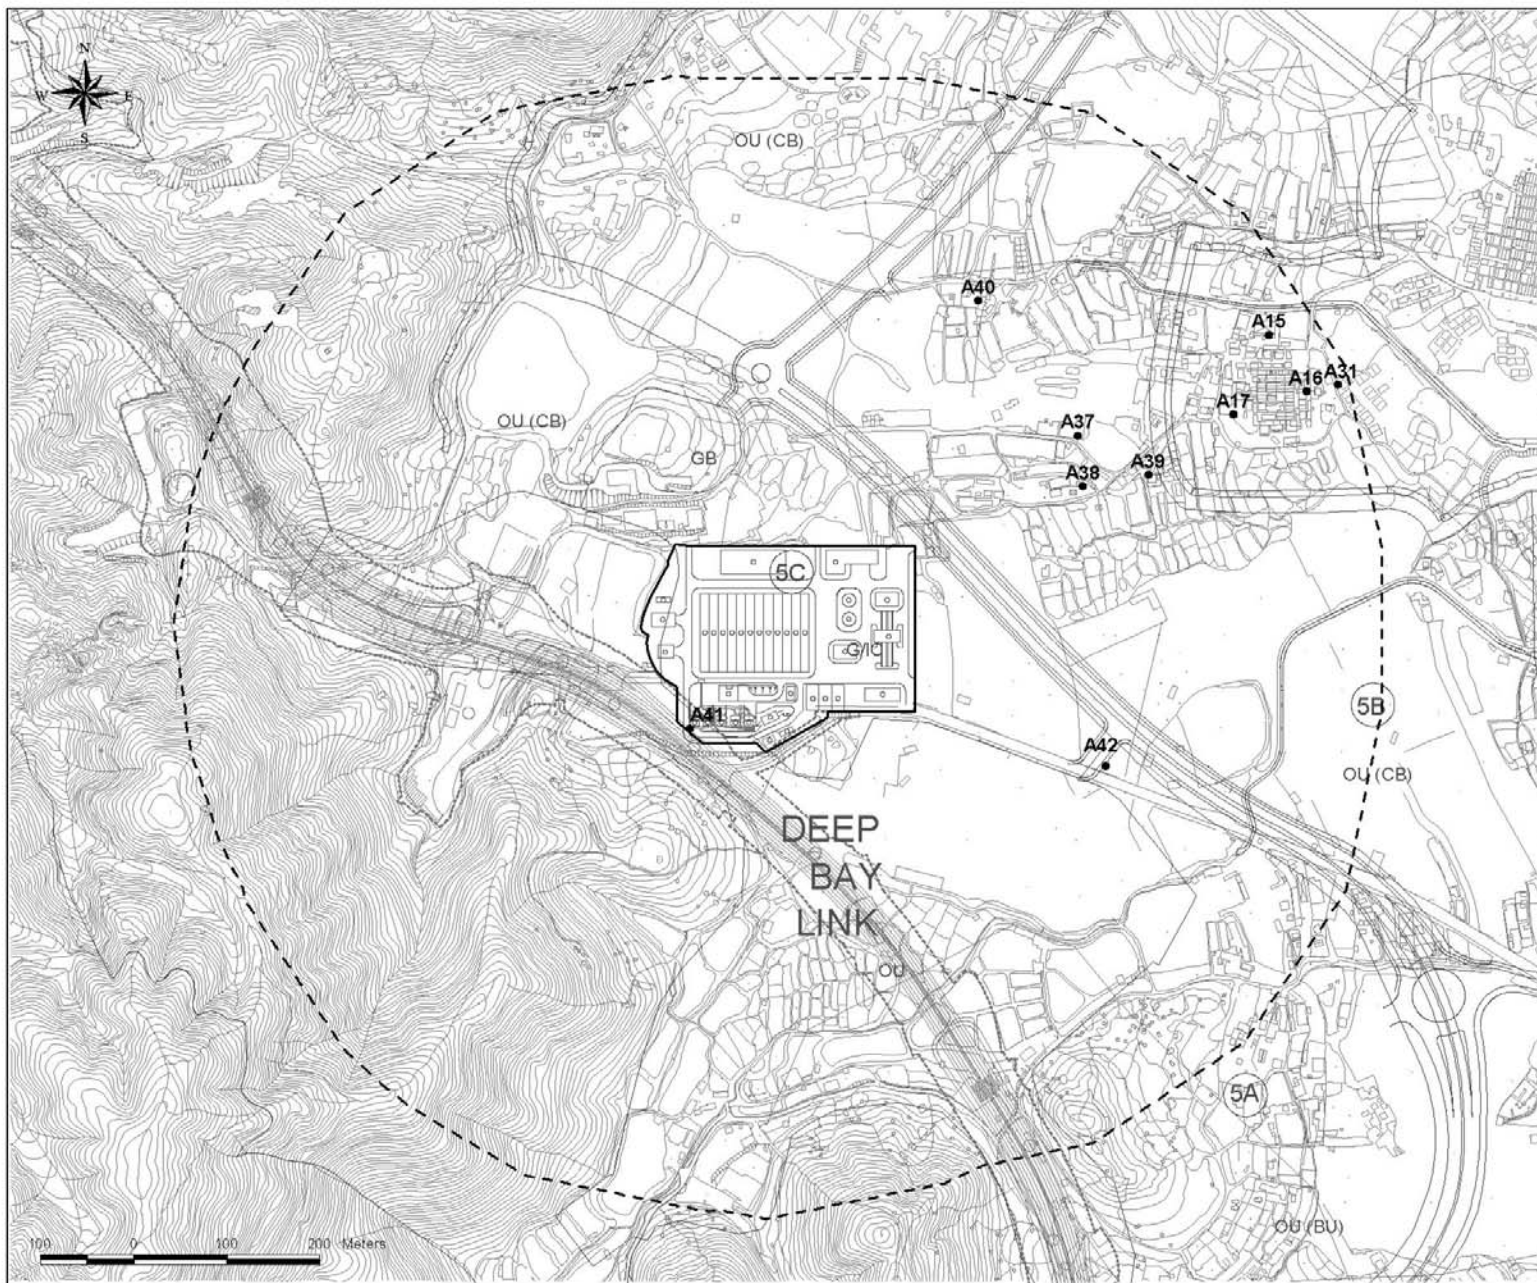 N
W E
S
OU (CB)
A40
A15
A16
A31
A17
OU (CB)
A37
GB
A38
A39
5C
G/IC
5B
A41
A42
OU (CB)
DEEP
BAY
LINK
OU
5A
OU (BU)
100 0 100 200 Meters